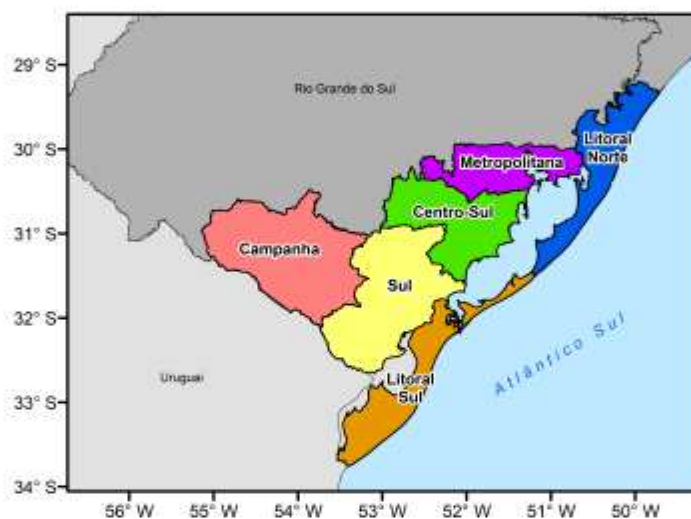 29° S
Rio Grande do Sul
30° S
Litoral
Norte
Metropolitana
Centro-Sul
31° S
Campanha
Sul
32° S
Atlântico Sul
Uruguai
Litoral
Sul
33° S
34° S
56° W
55° W
54° W
53° W
52° W
51° W
50° W